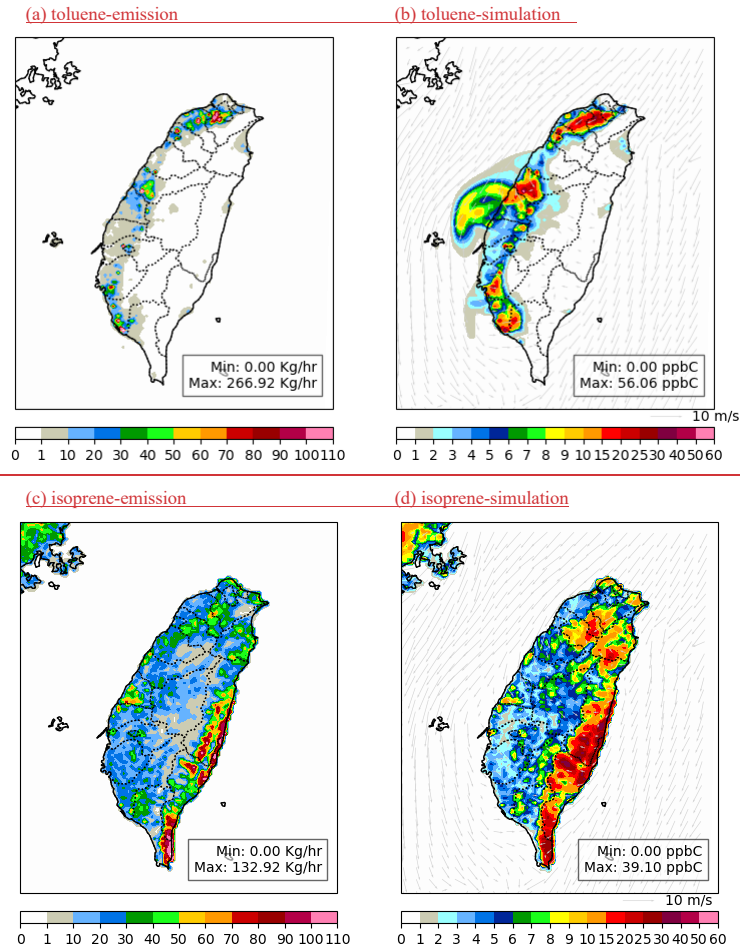 (a) toluene-emission
(b) toluene-simulation
Min: 0.00 Kg/hr
Max: 266.92 Kg/hr
Min: 0.00 ppbC
Max: 56.06 ppbC
10 m/s
0 1 10 20 30 40 50 60 70 80 90 100 110
0 1 2 3 4 5 6 7 8 9 10 15 20 25 30 40 50 60
(c) isoprene-emission
(d) isoprene-simulation
Min: 0.00 Kg/hr
Max: 132.92 Kg/hr
Min: 0.00 ppbC
Max: 39.10 ppbC
10 m/s
0 1 10 20 30 40 50 60 70 80 90 100 110
0 1 2 3 4 5 6 7 8 9 10 15 20 25 30 40 50 60